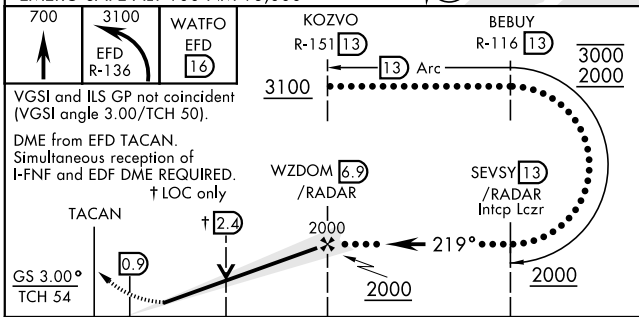 700
3100
EFD
R-136
WATFO
EFD
16
VGSI and ILS GP not coincident
(VGSI angle 3.00/TCH 50).
DME from EFD TACAN.
Simultaneous reception of
I-FNF and EDF DME REQUIRED.
† LOC only
KOZVO
R-151 13
BEBUY
R-116 13
3000
2000
13 Arc
3100
WZDOM 6.9
/RADAR
SEVSY 13
/RADAR
Intcp Lczr
TACAN
† 2.4
2000
219°
0.9
GS 3.00°
TCH 54
2000
2000